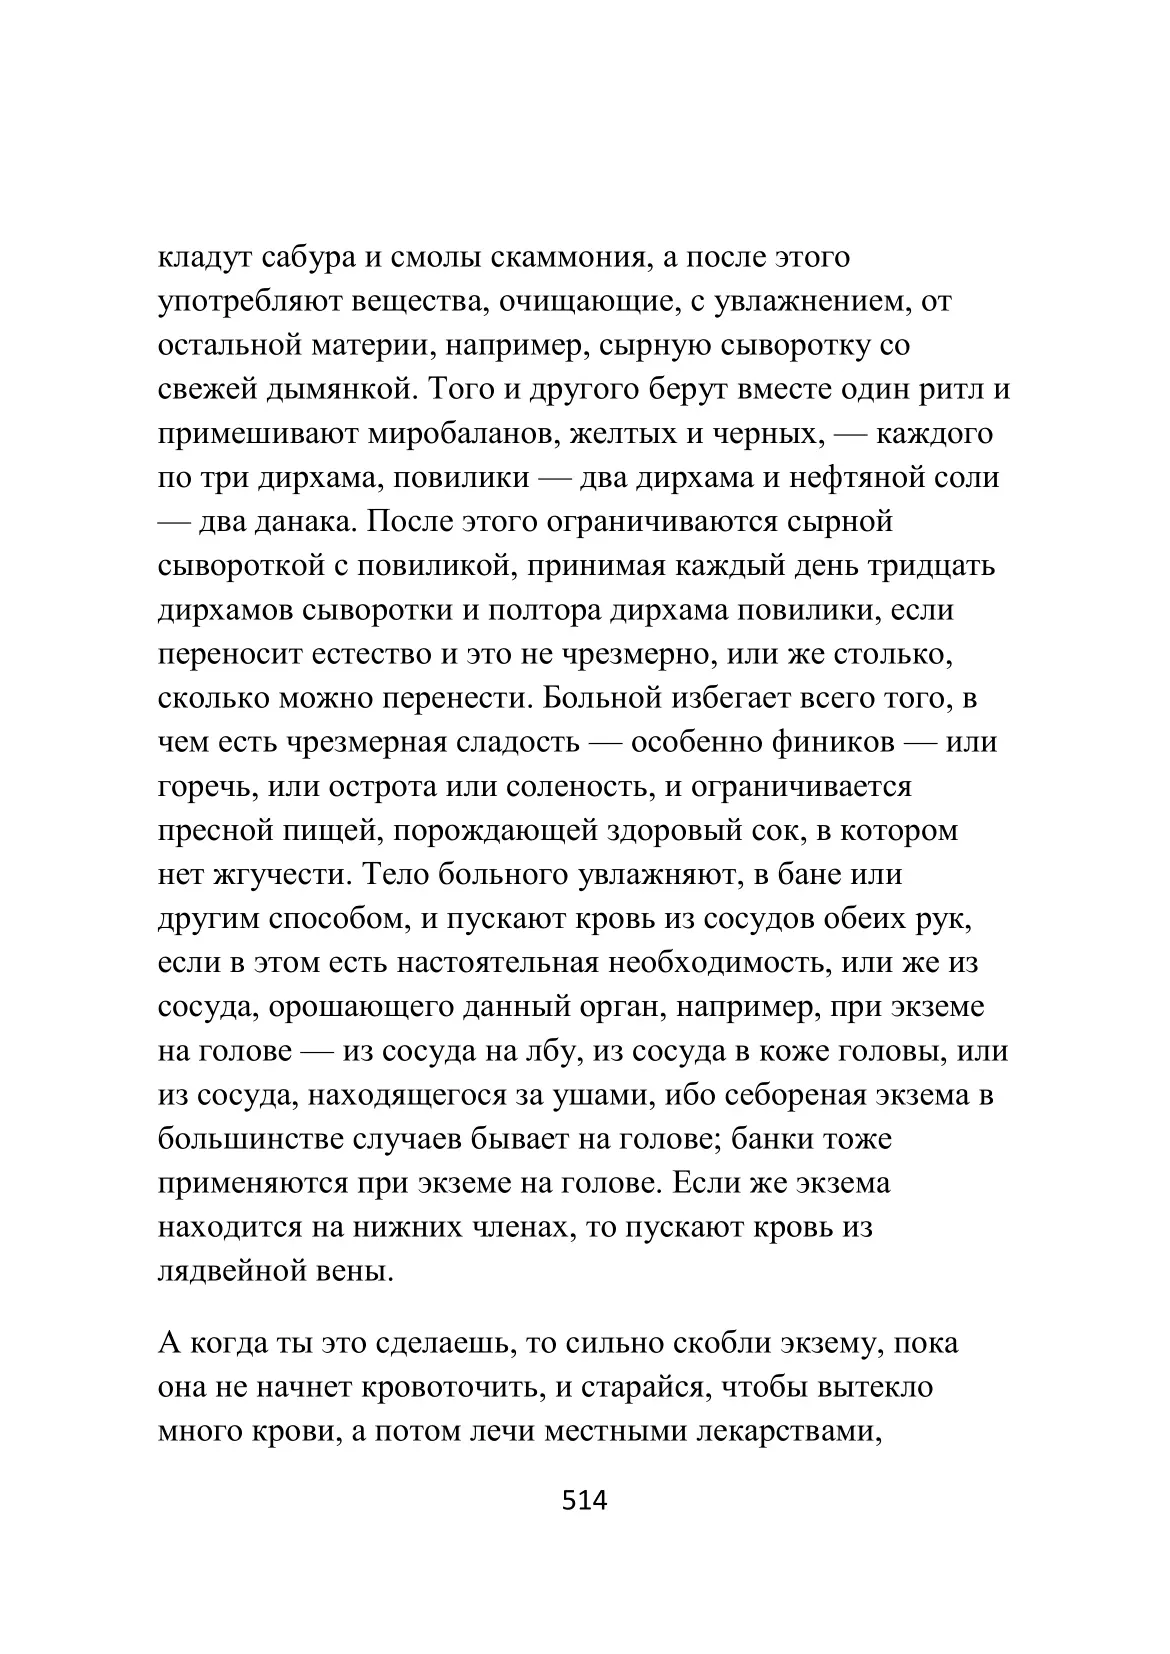 кладут сабура и смолы скаммония, а после этого
употребляют вещества, очищающие, с увлажнением, от
остальной материи, например, сырную сыворотку со
свежей дымянкой. Того и другого берут вместе один ритл и
примешивают миробаланов, желтых и черных, — каждого
по три дирхама, повилики — два дирхама и нефтяной соли
— два данака. После этого ограничиваются сырной
сывороткой с повиликой, принимая каждый день тридцать
дирхамов сыворотки и полтора дирхама повилики, если
переносит естество и это не чрезмерно, или же столько,
сколько можно перенести. Больной избегает всего того, в
чем есть чрезмерная сладость — особенно фиников — или
горечь, или острота или соленость, и ограничивается
пресной пищей, порождающей здоровый сок, в котором
нет жгучести. Тело больного увлажняют, в бане или
другим способом, и пускают кровь из сосудов обеих рук,
если в этом есть настоятельная необходимость, или же из
сосуда, орошающего данный орган, например, при экземе
на голове — из сосуда на лбу, из сосуда в коже головы, или
из сосуда, находящегося за ушами, ибо себореная экзема в
большинстве случаев бывает на голове; банки тоже
применяются при экземе на голове. Если же экзема
находится на нижних членах, то пускают кровь из
лядвейной вены.
А когда ты это сделаешь, то сильно скобли экзему, пока
она не начнет кровоточить, и старайся, чтобы вытекло
много крови, а потом лечи местными лекарствами,
514